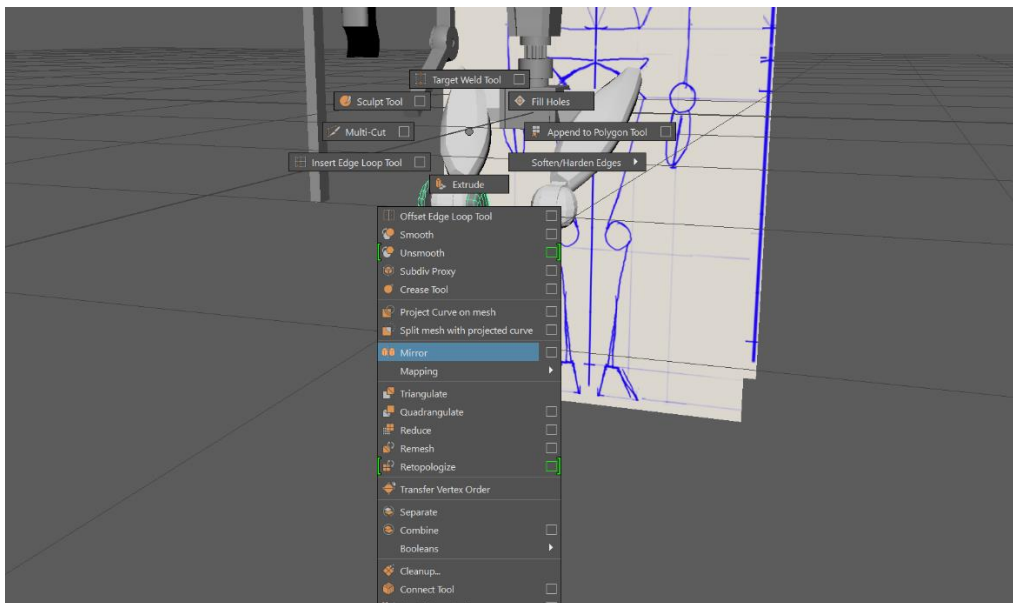 Target Weld Tool
Sculpt Tool
Fill Holes
Multi-Cut
Append to Polygon Tool
Insert Edge Loop Tool
Soften/Harden Edges
Extrude
Offset Edge Loop Tool
Smooth
Unsmooth
Subdiv Proxy
Crease Tool
Project Curve on mesh
Split mesh with projected curve
Mirror
Mapping
Triangulate
Quadrangulate
Reduce
Remesh
Retopologize
Transfer Vertex Order
Separate
Combine
Booleans
Cleanup...
Connect Tool